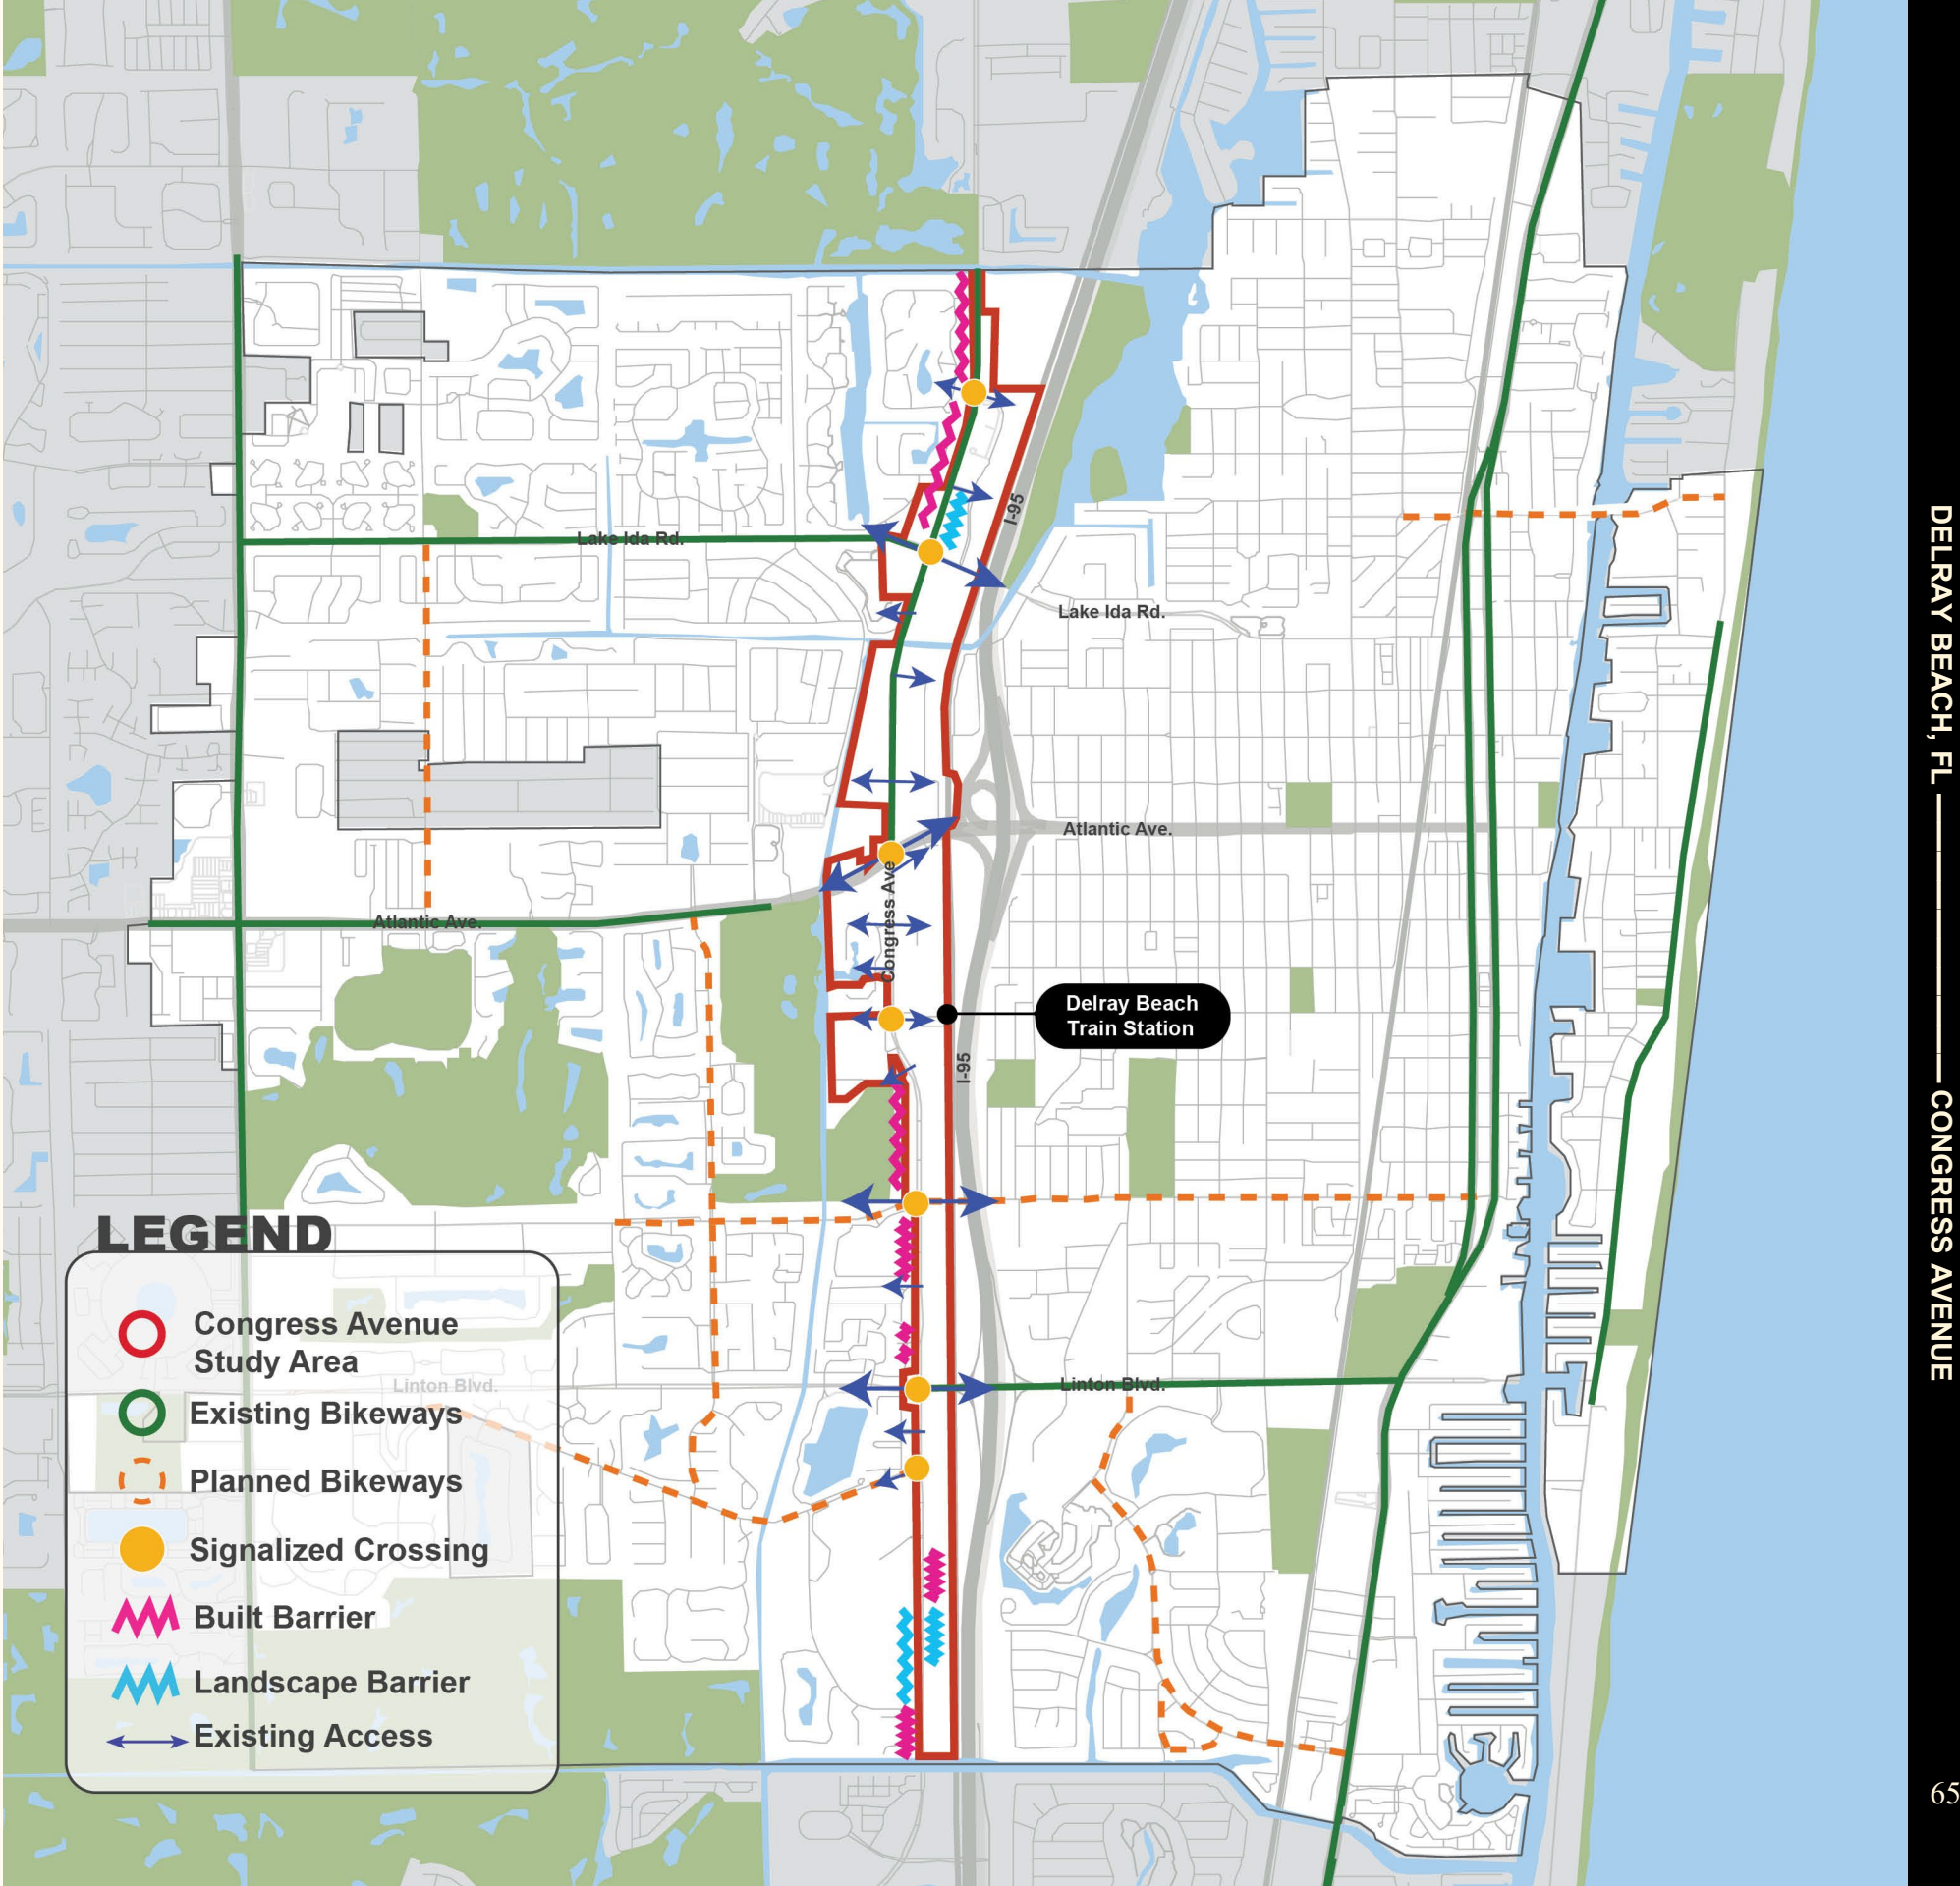 I-95
Lake Ida Rd.
Lake Ida Rd.
Atlantic Ave.
Congress Ave
Atlantic Ave.
Delray Beach
Train Station
I-95
LEGEND
Congress Avenue
Study Area
Linton Blvd.
Linton Blvd.
Existing Bikeways
Planned Bikeways
Signalized Crossing
Built Barrier
Landscape Barrier
Existing Access
DELRAY BEACH, FL
CONGRESS AVENUE
65